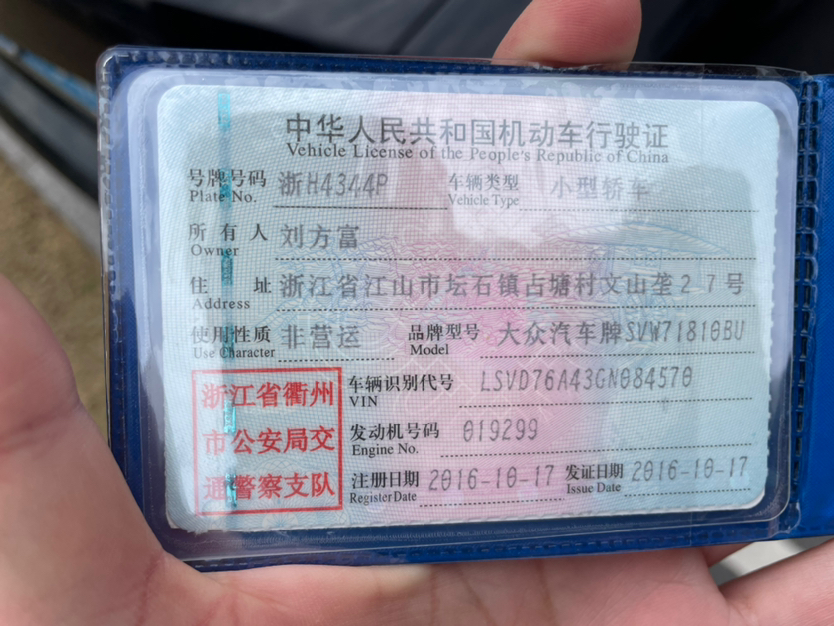 中华人民共和国机动车行驶证
Vehicle License of the People's Republic of China
号牌号码 浙H4344P 车辆类型 小型轿车
Plate No. Vehicle Type
所有人 刘方富
Owner
住址 浙江省江山市坛石镇占塘村文山垄27号
Address
使用性质 非营运 品牌型号 大众汽车牌SVW71810BU
Use Character Model
浙江省衢州
市公安局交
通警察支队
车辆识别代号 LSVD76A43GN084570
VIN
发动机号码 019299
Engine No.
注册日期 2016-10-17 发证日期 2016-10-17
Register Date Issue Date